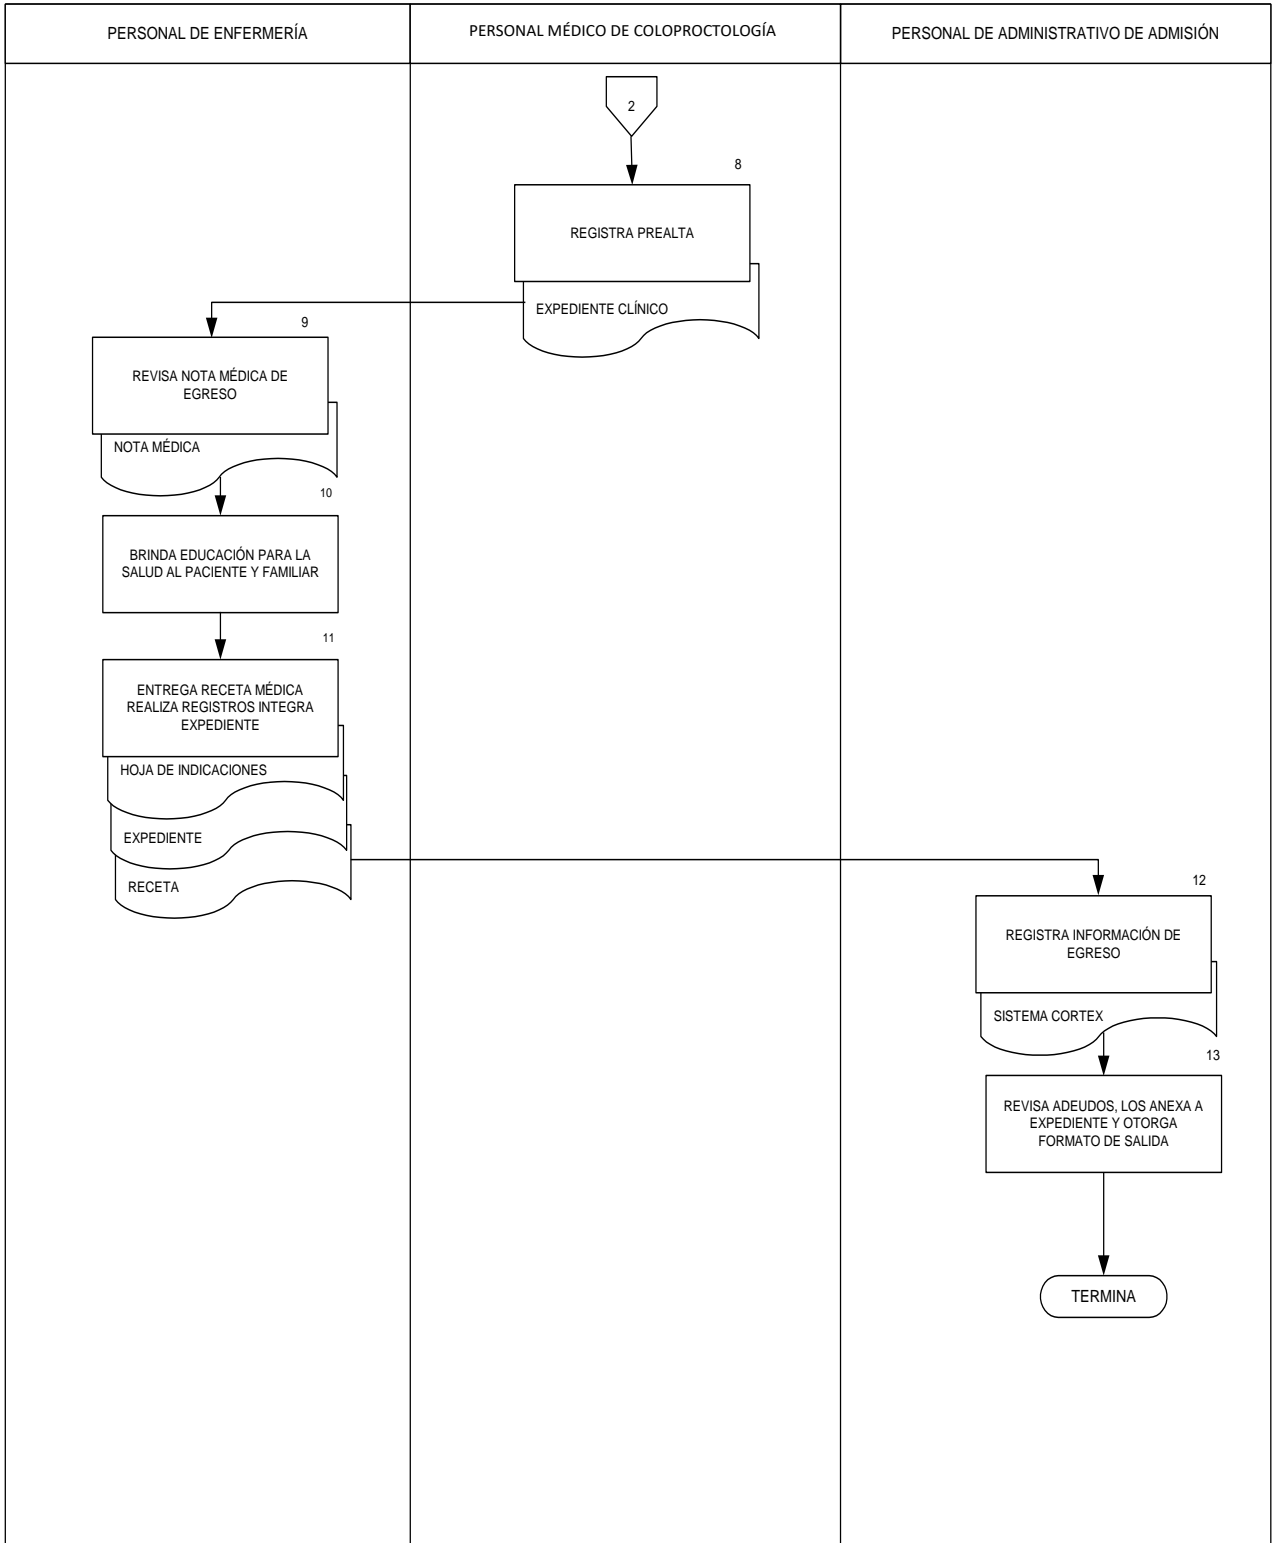 PERSONAL DE ENFERMERÍA
PERSONAL MÉDICO DE COLOPROCTOLOGÍA
PERSONAL DE ADMINISTRATIVO DE ADMISIÓN
2
8
REGISTRA PREALTA
EXPEDIENTE CLÍNICO
9
REVISA NOTA MÉDICA DE
EGRESO
NOTA MÉDICA
10
BRINDA EDUCACIÓN PARA LA
SALUD AL PACIENTE Y FAMILIAR
11
ENTREGA RECETA MÉDICA
REALIZA REGISTROS INTEGRA
EXPEDIENTE
HOJA DE INDICACIONES
EXPEDIENTE
RECETA
12
REGISTRA INFORMACIÓN DE
EGRESO
SISTEMA CORTEX
13
REVISA ADEUDOS, LOS ANEXA A
EXPEDIENTE Y OTORGA
FORMATO DE SALIDA
TERMINA